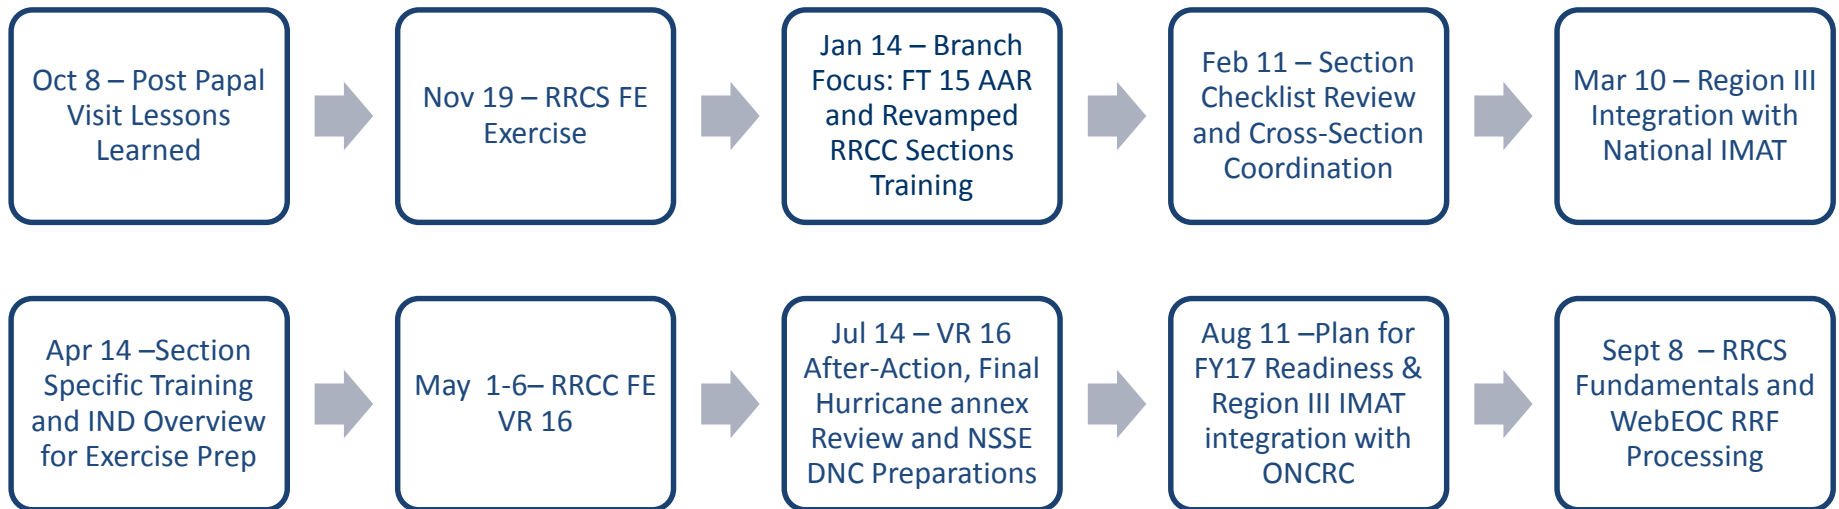 Oct 8 – Post Papal
Visit Lessons
Learned
Nov 19 – RRCS FE
Exercise
Jan 14 – Branch
Focus: FT 15 AAR
and Revamped
RRCC Sections
Training
Feb 11 – Section
Checklist Review
and Cross-Section
Coordination
Mar 10 – Region III
Integration with
National IMAT
Apr 14 –Section
Specific Training
and IND Overview
for Exercise Prep
May  1-6– RRCC FE
VR 16
Jul 14 – VR 16
After-Action, Final
Hurricane annex
Review and NSSE
DNC Preparations
Aug 11 –Plan for
FY17 Readiness &
Region III IMAT
integration with
ONCRC
Sept 8  – RRCS
Fundamentals and
WebEOC RRF
Processing